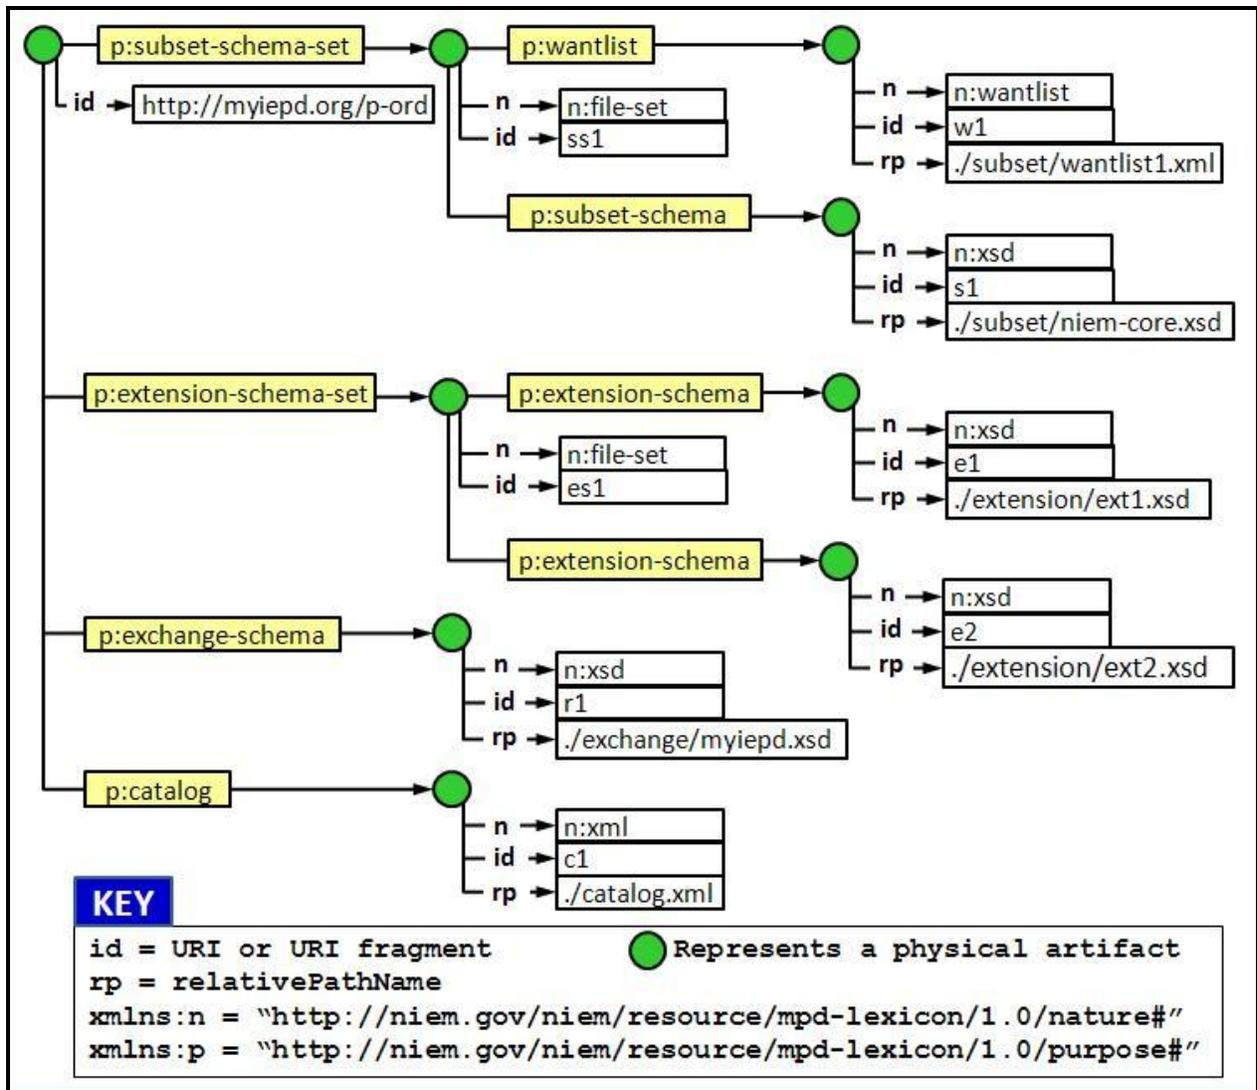 p:subset-schema-set
p:wantlist
id http://myiepd.org/p-ord
n n:file-set
id ss1
n n:wantlist
id w1
rp ./subset/wantlist1.xml
p:subset-schema
n n:xsd
id s1
rp ./subset/niem-core.xsd
p:extension-schema-set
p:extension-schema
n n:file-set
id es1
n n:xsd
id e1
rp ./extension/ext1.xsd
p:extension-schema
n n:xsd
id e2
rp ./extension/ext2.xsd
p:exchange-schema
n n:xsd
id r1
rp ./exchange/myiepd.xsd
p:catalog
n n:xml
id c1
rp ./catalog.xml
KEY
id = URI or URI fragment
Represents a physical artifact
rp = relativePathName
xmlns:n = “http://niem.gov/niem/resource/mpd-lexicon/1.0/nature#”
xmlns:p = “http://niem.gov/niem/resource/mpd-lexicon/1.0/purpose#”